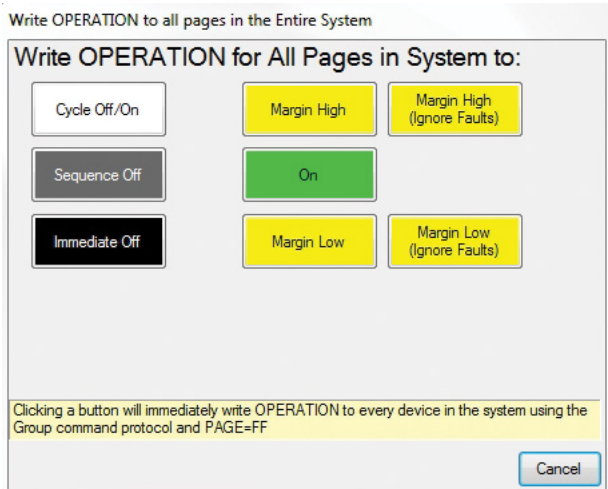 Write OPERATION to all pages in the Entire System
Write OPERATION for All Pages in System to:
Cycle Off/On
Margin High
Margin High
(Ignore Faults)
Sequence Off
On
Immediate Off
Margin Low
Margin Low
(Ignore Faults)
Clicking a button will immediately write OPERATION to every device in the system using the
Group command protocol and PAGE=FF
Cancel